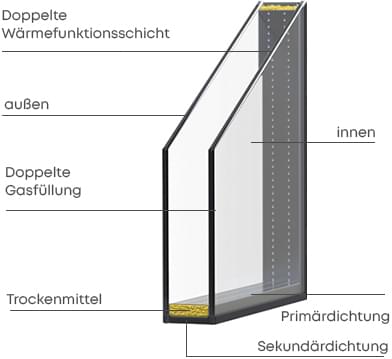 Doppelte
Wärmefunktionsschicht
außen
innen
Doppelte
Gasfüllung
Trockenmittel
Primärdichtung
Sekundärdichtung